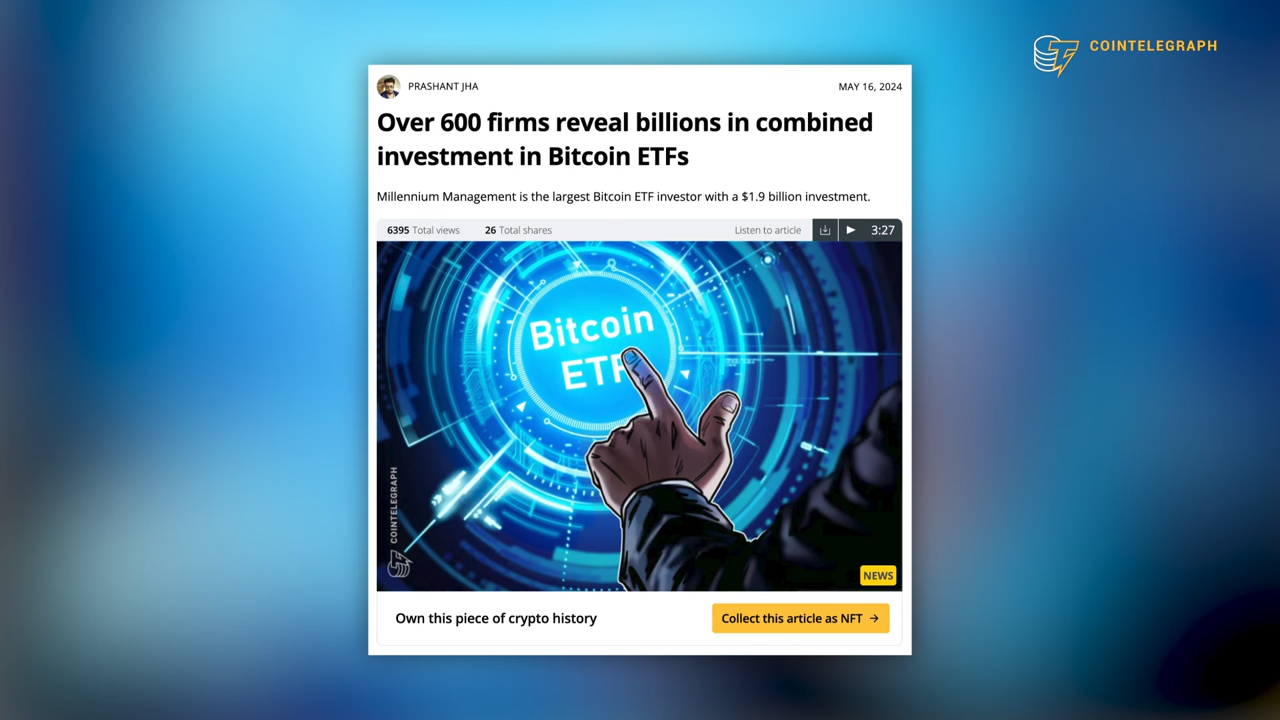 COINTELEGRAPH
PRASHANT JHA
MAY 16, 2024
Over 600 firms reveal billions in combined
investment in Bitcoin ETFs
Millennium Management is the largest Bitcoin ETF investor with a $1.9 billion investment.
6395 Total views 26 Total shares Listen to article 3:27
Bitcoin
ETF
COINTELEGRAPH
NEWS
Own this piece of crypto history
Collect this article as NFT →